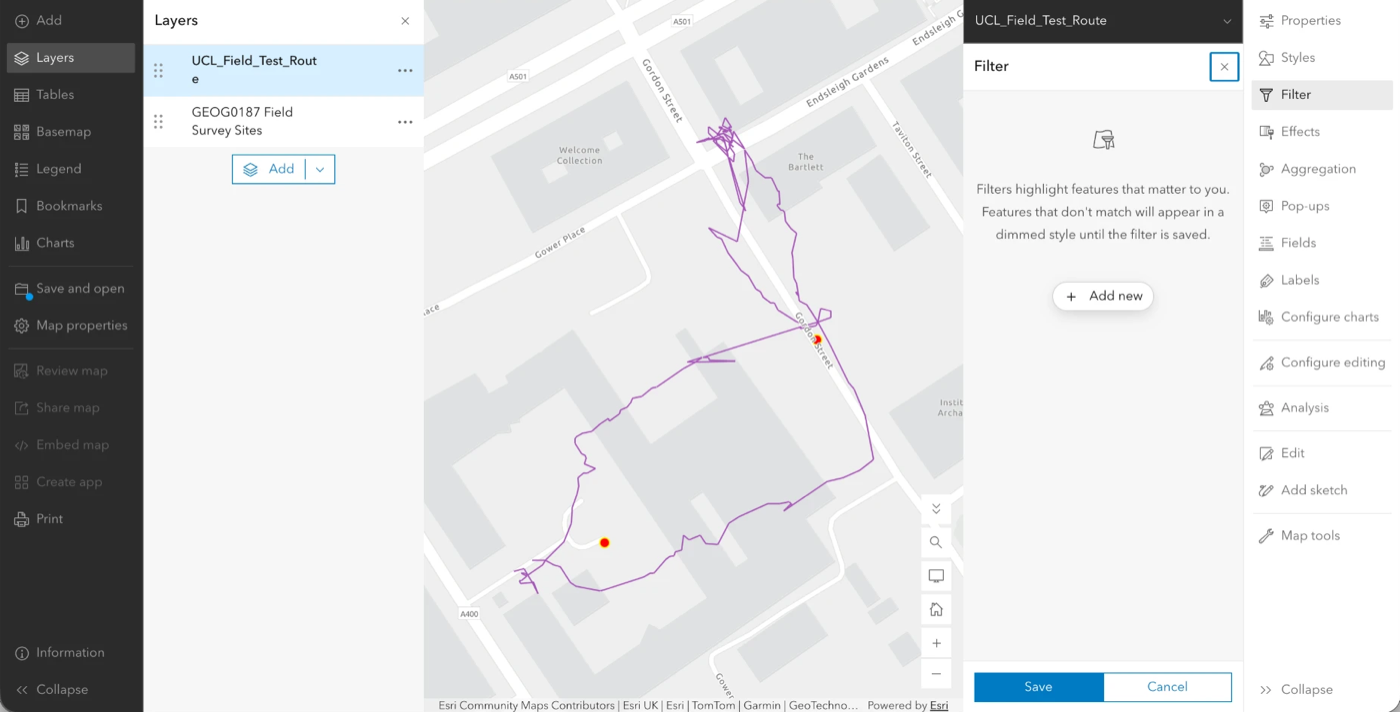 Add
Layers
Tables
Basemap
Legend
Bookmarks
Charts
Save and open
Map properties
Review map
Share map
Embed map
Create app
Print
Information
Collapse
Layers
UCL_Field_Test_Rout
e
GEOG0187 Field
Survey Sites
Add
A501
A501
Gordon Street
Endsleigh Gardens
Endsleigh G
Taviton Street
Welcome
Collection
The
Bartlett
Gower Place
ace
Gordon Street
Instit
Archa
A400
Gower
Esri Community Maps Contributors | Esri UK | Esri | TomTom | Garmin | GeoTechno...
Powered by Esri
UCL_Field_Test_Route
Filter
Filters highlight features that matter to you.
Features that don't match will appear in a
dimmed style until the filter is saved.
+ Add new
Save
Cancel
Properties
Styles
Filter
Effects
Aggregation
Pop-ups
Fields
Labels
Configure charts
Configure editing
Analysis
Edit
Add sketch
Map tools
Collapse